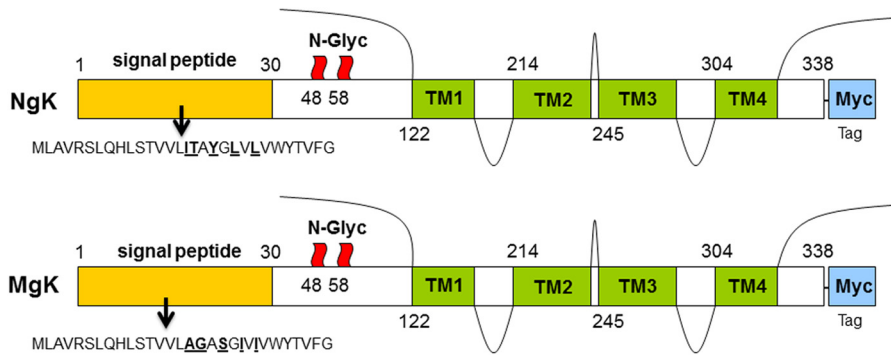 1 signal peptide 30 N-Glyc 214 304 338
NgK 48 58 TM1 TM2 TM3 TM4 Myc
122 245 Tag
MLAVRSLQHLSTVVLITAYGLVLVWYTVFG
1 signal peptide 30 N-Glyc 214 304 338
MgK 48 58 TM1 TM2 TM3 TM4 Myc
122 245 Tag
MLAVRSLQHLSTVVLAGASGIVIVWYTVFG